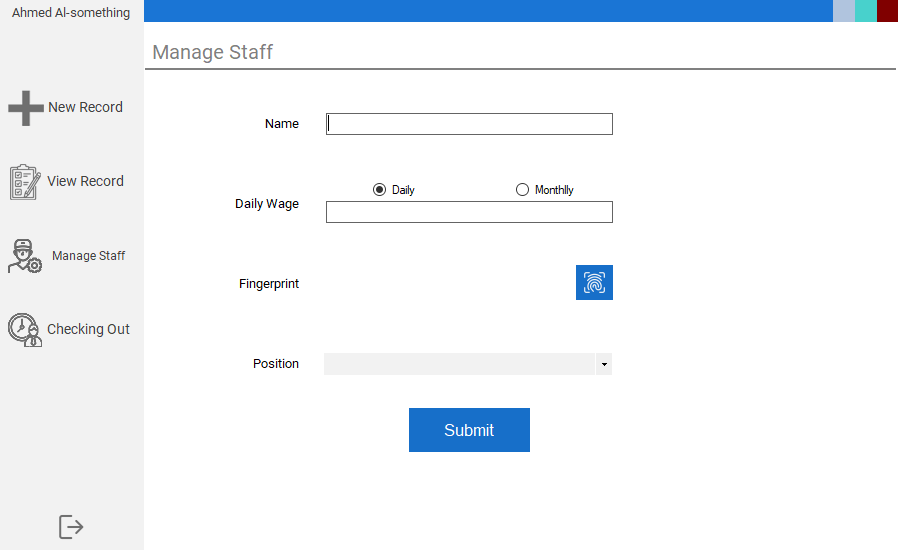 Ahmed Al-something
New Record
View Record
Manage Staff
Checking Out
Manage Staff
Name
Daily
Monthlly
Daily Wage
Fingerprint
Position
Submit